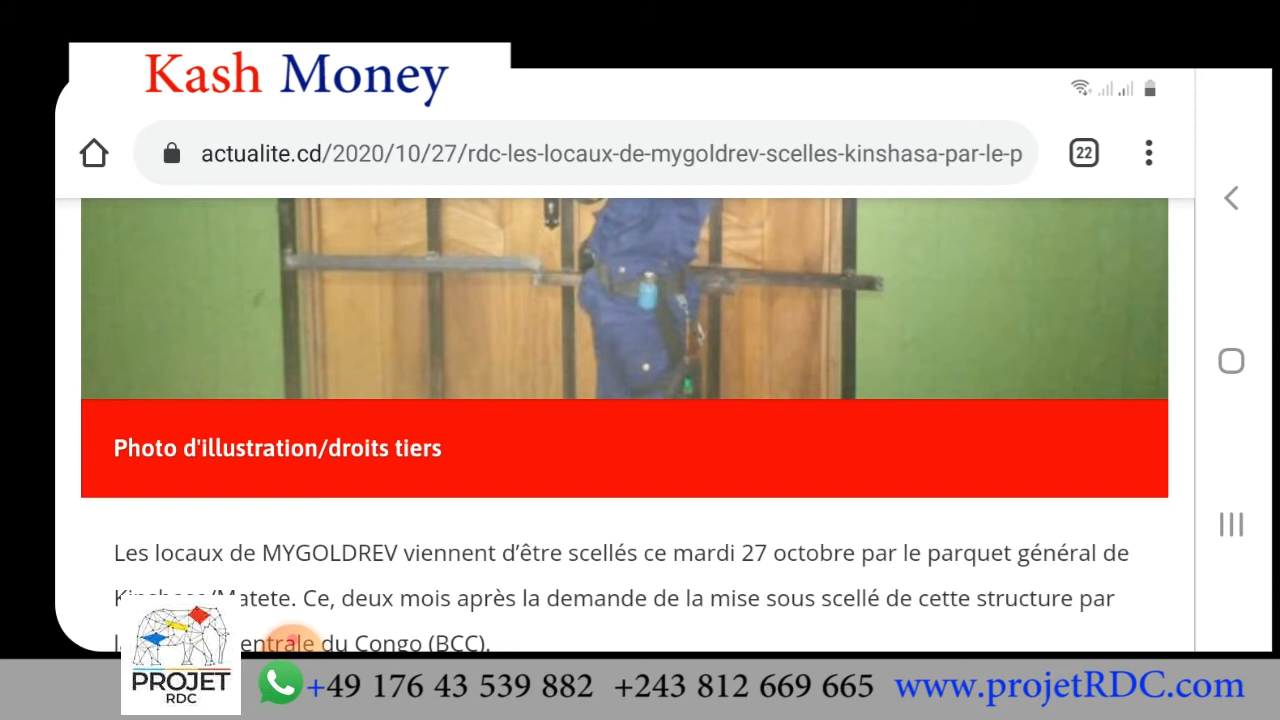 Kash Money
actualite.cd/2020/10/27/rdc-les-locaux-de-mygoldrev-scelles-kinshasa-par-le-p
22
Photo d'illustration/droits tiers
Les locaux de MYGOLDREV viennent d'être scellés ce mardi 27 octobre par le parquet général de
Matete. Ce, deux mois après la demande de la mise sous scellé de cette structure par
du Congo (BCC).
PROJET
RDC
+49 176 43 539 882 +243 812 669 665 www.projetRDC.com